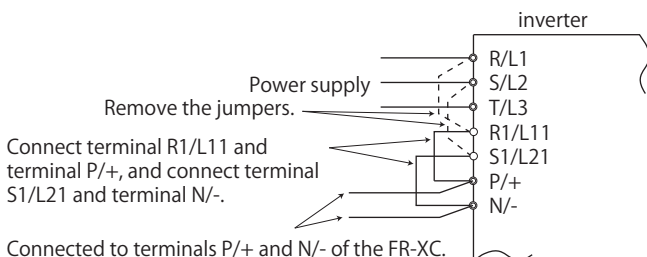 inverter
R/L1
Power supply
S/L2
Remove the jumpers.
T/L3
R1/L11
Connect terminal R1/L11 and
terminal P/+, and connect terminal
S1/L21 and terminal N/-.
S1/L21
P/+
N/-
Connected to terminals P/+ and N/- of the FR-XC.